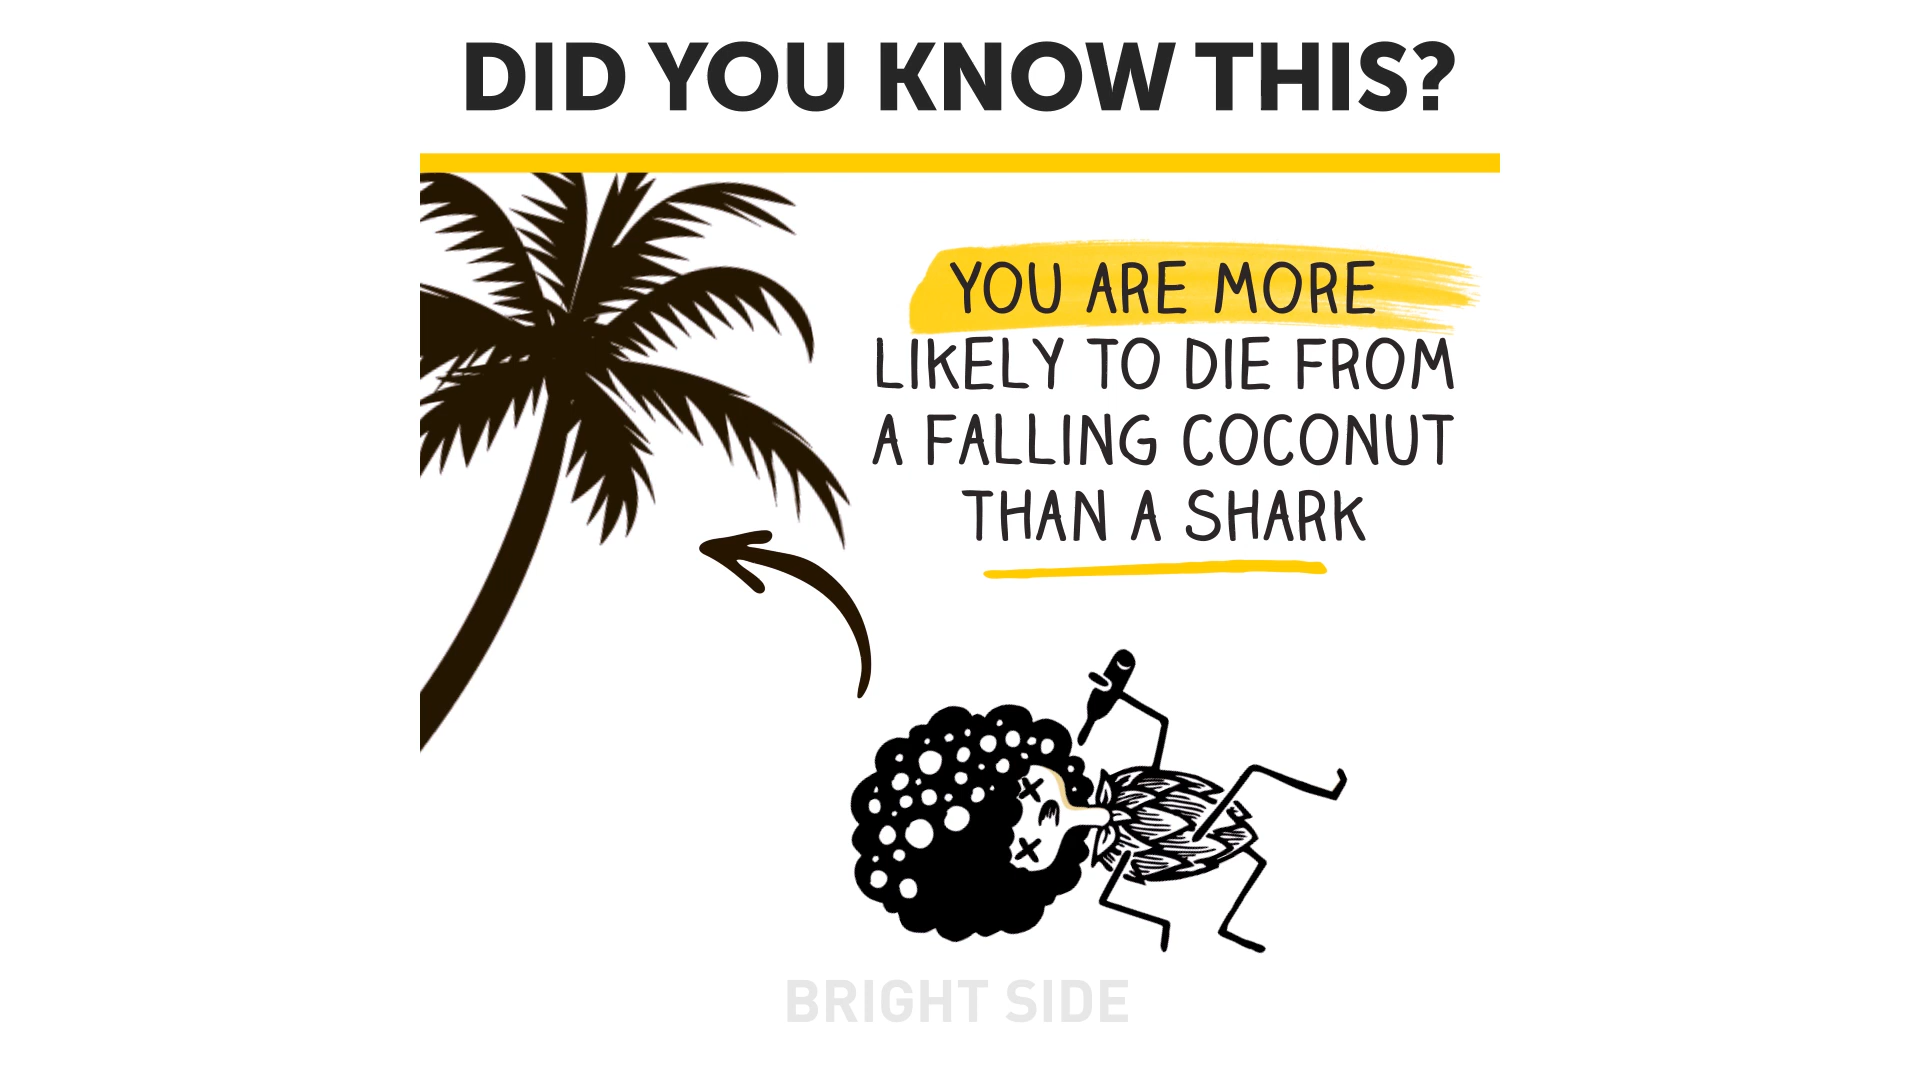 DID YOU KNOW THIS?
YOU ARE MORE
LIKELY TO DIE FROM
A FALLING COCONUT
THAN A SHARK
BRIGHT SIDE